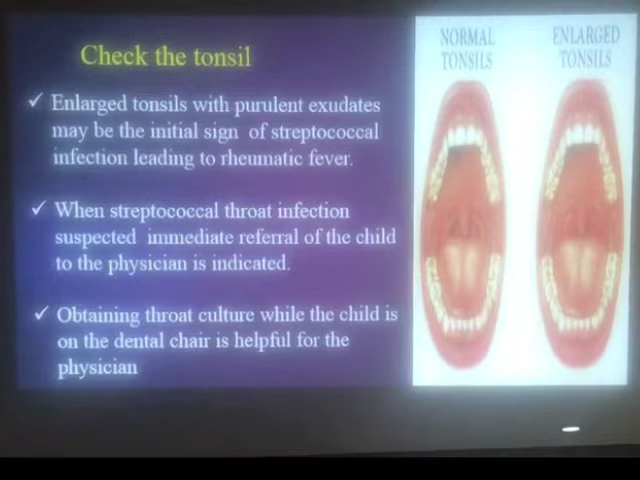 Check the tonsil
✓ Enlarged tonsils with purulent exudates
may be the initial sign of streptococcal
infection leading to rheumatic fever.
✓ When streptococcal throat infection
suspected immediate referral of the child
to the physician is indicated.
✓ Obtaining throat culture while the child is
on the dental chair is helpful for the
physician
NORMAL
TONSILS
ENLARGED
TONSILS